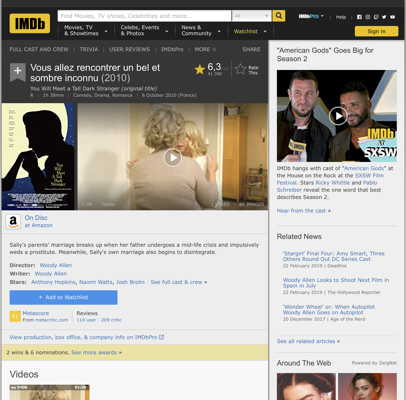 IMDb
Find Movies, TV shows, Celebrities and more...
All
IMDbPro
Help
Movies, TV
& Showtimes
Celebs, Events
& Photos
News &
Community
Watchlist
Sign in
FULL CAST AND CREW | TRIVIA | USER REVIEWS | IMDbPro | MORE
SHARE
Vous allez rencontrer un bel et
sombre inconnu (2010)
You Will Meet a Tall Dark Stranger (original title)
R | 1h 38min | Comedy, Drama, Romance | 6 October 2010 (France)
6,3
Rate
This
Trailer
On Disc
at Amazon
Sally's parents' marriage breaks up when her father undergoes a mid-life crisis and impulsively
weds a prostitute. Meanwhile, Sally's own marriage also begins to disintegrate.
Director: Woody Allen
Writer: Woody Allen
Stars: Anthony Hopkins, Naomi Watts, Josh Brolin | See full cast & crew »
+ Add to Watchlist
Metascore
From metacritic.com
Reviews
114 user | 209 critic
View production, box office, & company info on IMDbPro
2 wins & 6 nominations. See more awards »
Videos
"American Gods" Goes Big for
Season 2
IMDb
AT
SXSW
IMDb hangs with cast of "American Gods" at
the House on the Rock at the SXSW Film
Festival. Stars Ricky Whittle and Pablo
Schreiber reveal the one word that best
describes Season 2.
Hear from the cast »
Related News
'Stargirl' Final Four: Amy Smart, Three
Others Round Out DC Series Cast
22 February 2019 | Deadline
Woody Allen Looks to Shoot Next Film in
Spain in July
22 February 2019 | The Hollywood Reporter
'Wonder Wheel' or: When Autopilot
Woody Allen Goes on Autopilot
20 December 2017 | Age of the Nerd
See all related articles »
Around The Web
Powered by ZergNet